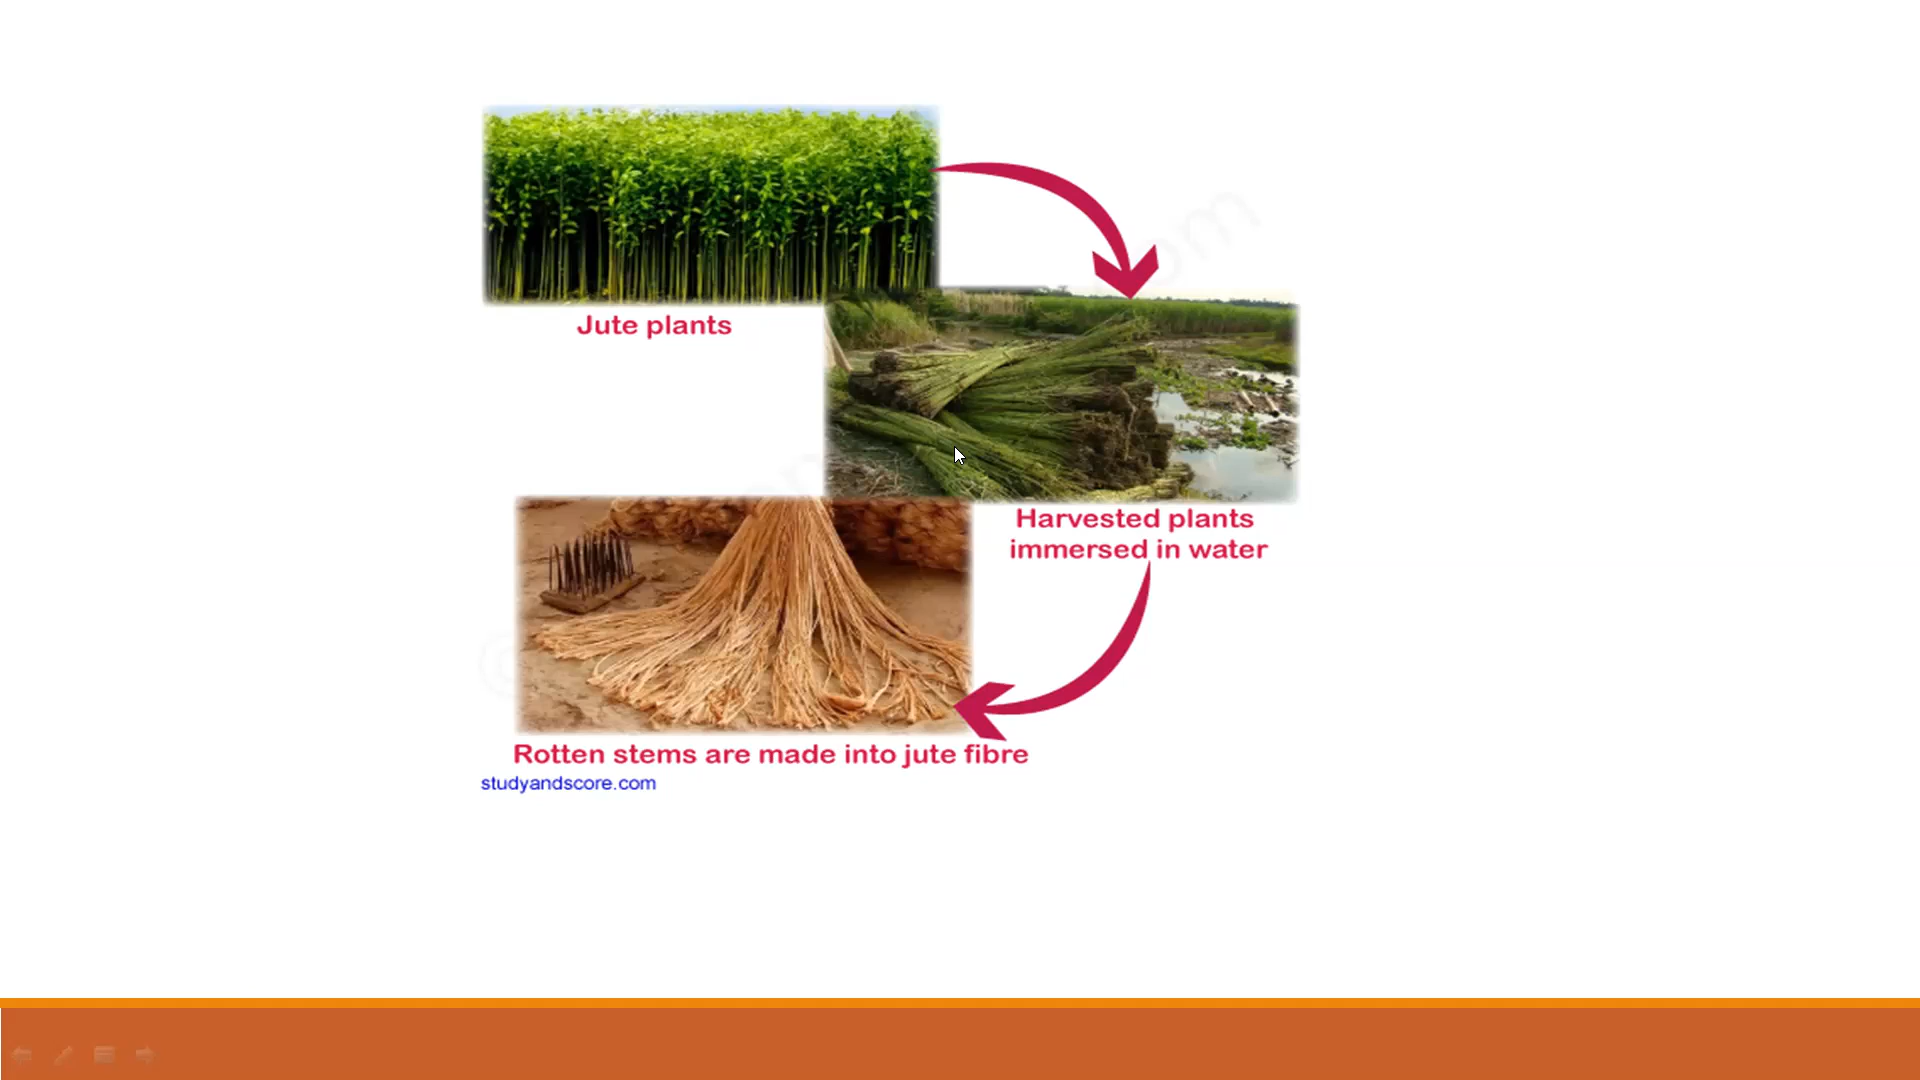 Jute plants
Harvested plants
immersed in water
Rotten stems are made into jute fibre
studyandscore.com